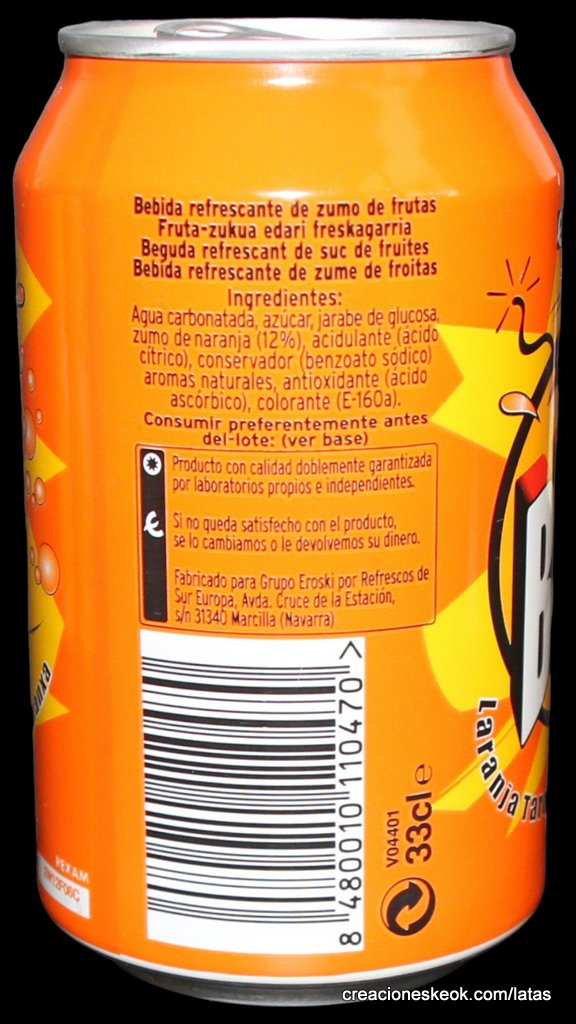 Bebida refrescante de zumo de frutas
Fruta-zukua edari freskagarria
Beguda refrescant de suc de fruites
Bebida refrescante de zume de froitas
Ingredientes:
Agua carbonatada, azúcar, jarabe de glucosa,
zumo de naranja (12%), acidulante (ácido
cítrico), conservador (benzoato sódico)
aromas naturales, antioxidante (ácido
ascórbico), colorante (E-160a).
Consumir preferentemente antes
del-lote: (ver base)
Producto con calidad doblemente garantizada
por laboratorios propios e independientes.
Si no queda satisfecho con el producto,
se lo cambiamos o le devolvemos su dinero.
Fabricado para Grupo Eroski por Refrescos de
Sur Europa, Avda. Cruce de la Estación,
s/n 31340 Marcilla (Navarra)
8 480010 110470 >
V04401
33cl e
Laranja
REXAM
creacioneskeok.com/latas